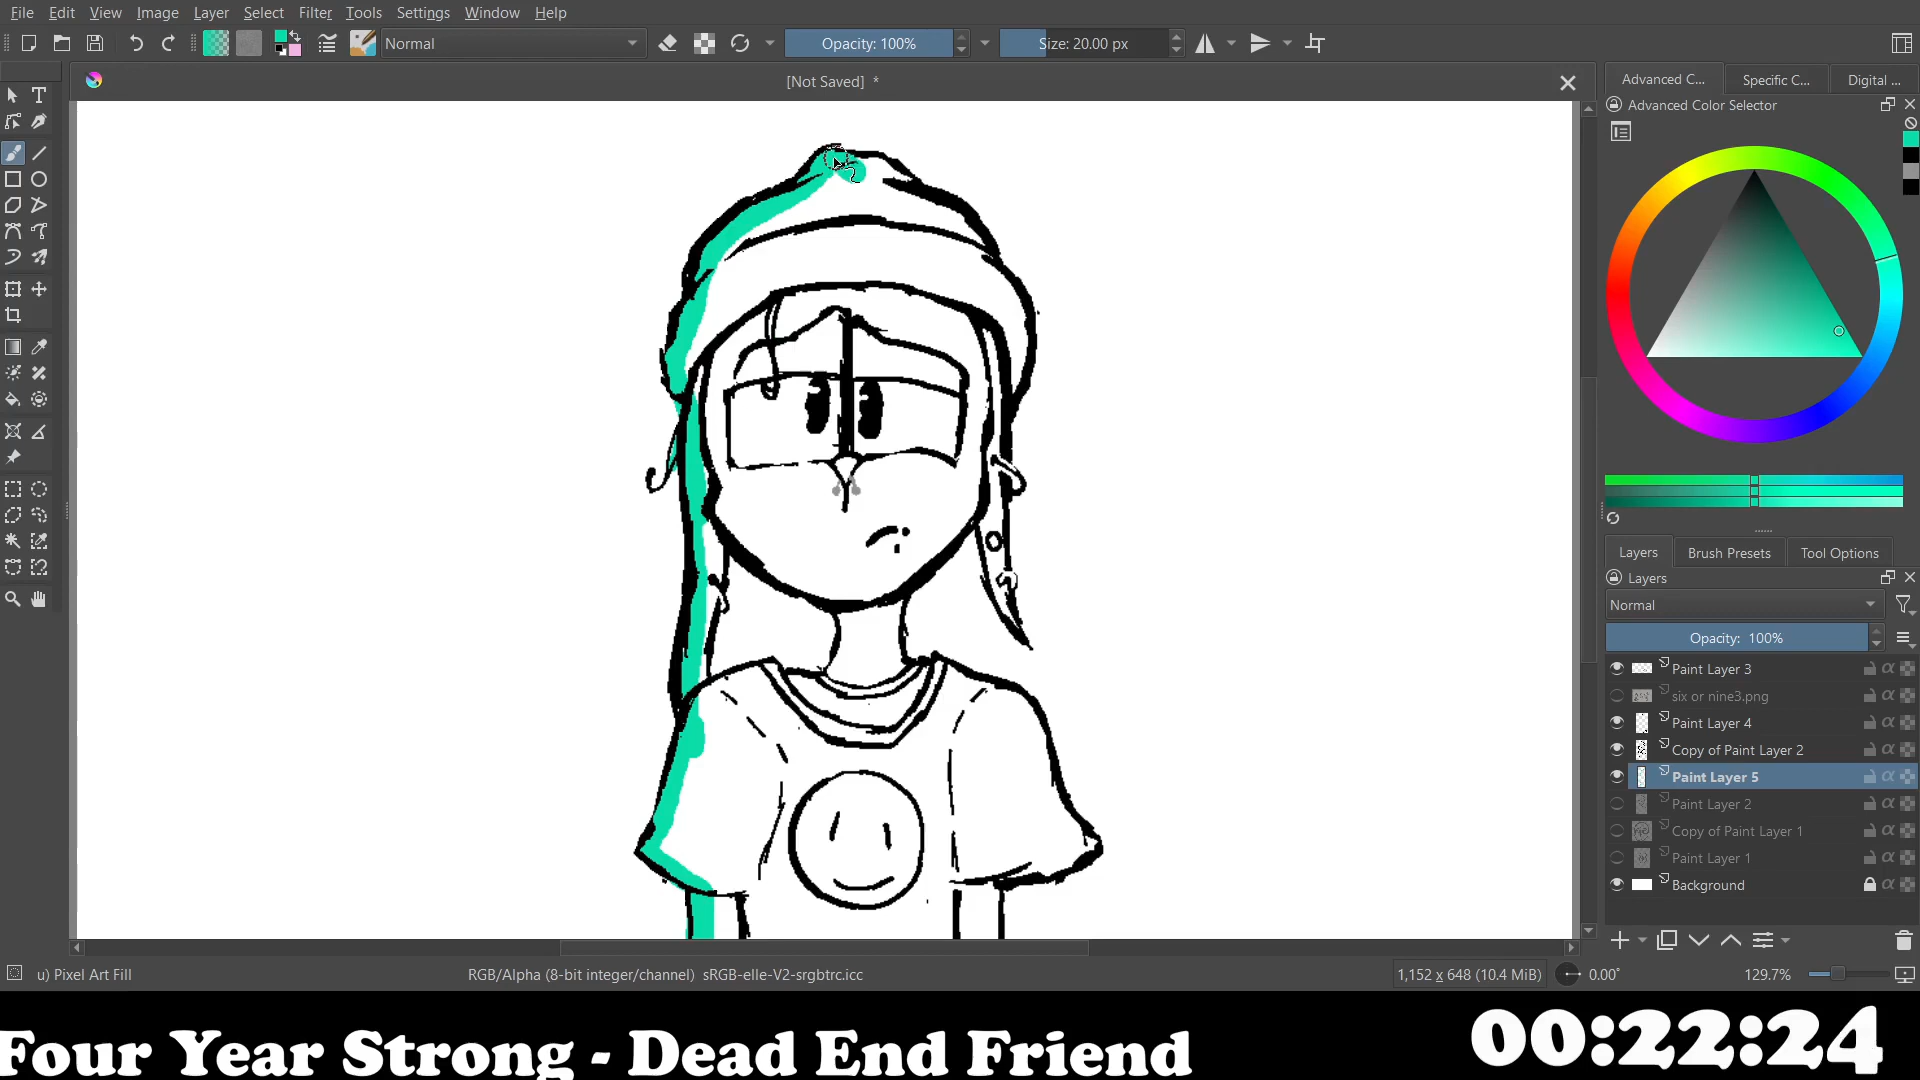 File Edit View Image Layer Select Filter Tools Settings Window Help
Normal
Opacity: 100%
Size: 20.00 px
[Not Saved] *
Advanced C...
Specific C...
Digital ...
Advanced Color Selector
Layers
Brush Presets
Tool Options
Layers
Normal
Opacity: 100%
Paint Layer 3
six or nine3.png
Paint Layer 4
Copy of Paint Layer 2
Paint Layer 5
Paint Layer 2
Copy of Paint Layer 1
Paint Layer 1
Background
u) Pixel Art Fill
RGB/Alpha (8-bit integer/channel) sRGB-elle-V2-srgbtrc.icc
1,152 x 648 (10.4 MiB)
0.00°
129.7%
Four Year Strong - Dead End Friend
00:22:24